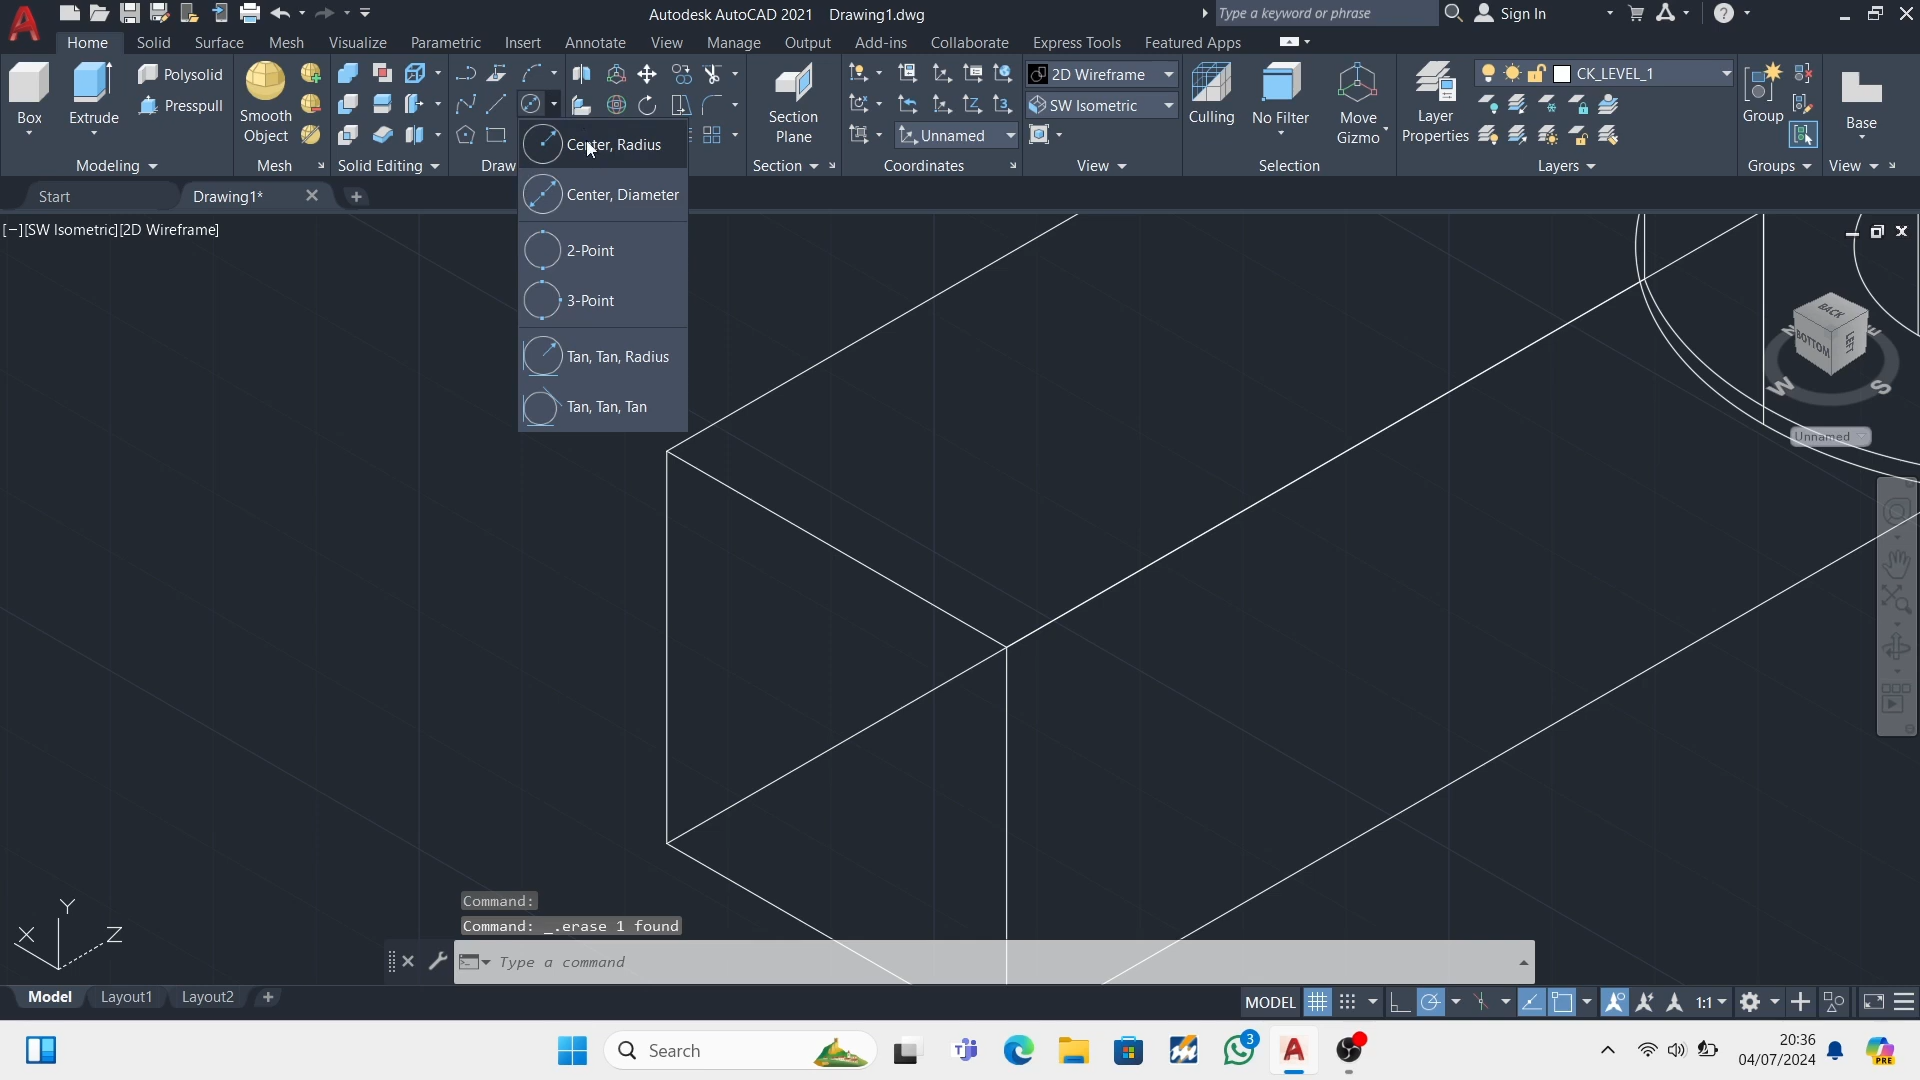 Autodesk AutoCAD 2021 Drawing1.dwg
Type a keyword or phrase
Sign In
Home Solid Surface Mesh Visualize Parametric Insert Annotate View Manage Output Add-ins Collaborate Express Tools Featured Apps
Box
Extrude
Polysolid
Presspull
Smooth
Object
Section
Plane
Unnamed
2D Wireframe
SW Isometric
Culling
No Filter
Move
Gizmo
Layer
Properties
CK_LEVEL_1
Group
Base
Modeling Mesh Solid Editing Draw Section Coordinates View Selection Layers Groups View
Start Drawing1*
[−][SW Isometric][2D Wireframe]
Center, Radius
Center, Diameter
2-Point
3-Point
Tan, Tan, Radius
Tan, Tan, Tan
BACK
BOTTOM
LEFT
W
S
Unnamed
Y
X
Z
Command:
Command: _.erase 1 found
Type a command
Model Layout1 Layout2
MODEL
1:1
Search
3
20:36
04/07/2024
PRE